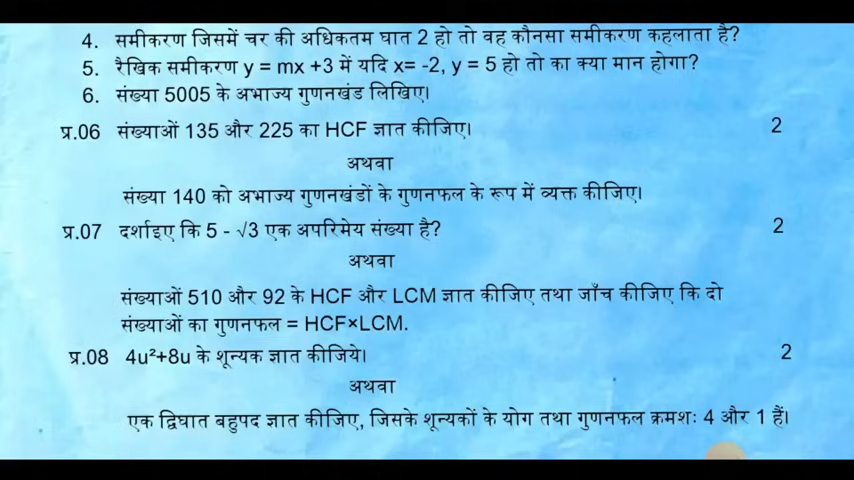 4. समीकरण जिसमें चर की अधिकतम घात 2 हो तो वह कौनसा समीकरण कहलाता है?
5. रैखिक समीकरण y = mx +3 में यदि x= -2, y = 5 हो तो का क्या मान होगा?
6. संख्या 5005 के अभाज्य गुणनखंड लिखिए।
प्र.06 संख्याओं 135 और 225 का HCF ज्ञात कीजिए। 2
अथवा
संख्या 140 को अभाज्य गुणनखंडों के गुणनफल के रूप में व्यक्त कीजिए।
प्र.07 दर्शाइए कि 5 - √3 एक अपरिमेय संख्या है? 2
अथवा
संख्याओं 510 और 92 के HCF और LCM ज्ञात कीजिए तथा जाँच कीजिए कि दो
संख्याओं का गुणनफल = HCF×LCM.
प्र.08 4u²+8u के शून्यक ज्ञात कीजिये। 2
अथवा
एक द्विघात बहुपद ज्ञात कीजिए, जिसके शून्यकों के योग तथा गुणनफल क्रमशः 4 और 1 हैं।